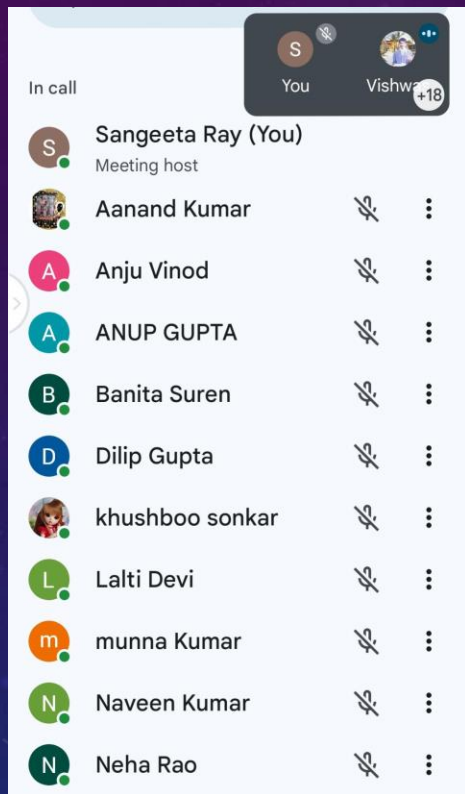 S
You
Vishwa
+18
In call
S
Sangeeta Ray (You)
Meeting host
Aanand Kumar
A
Anju Vinod
A
ANUP GUPTA
B
Banita Suren
D
Dilip Gupta
khushboo sonkar
L
Lalti Devi
m
munna Kumar
N
Naveen Kumar
N
Neha Rao